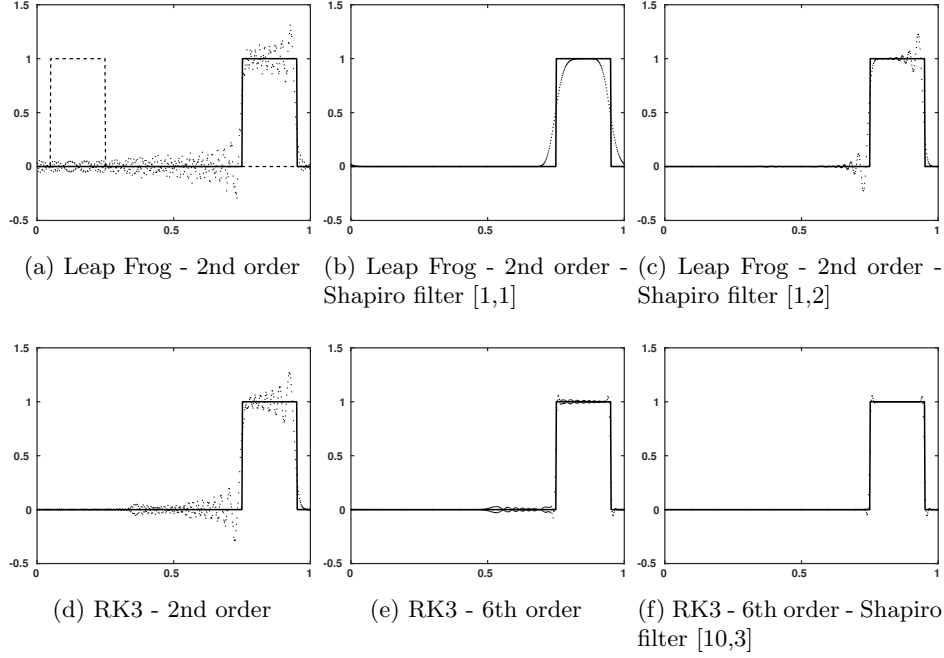 1.5
1
0.5
0
-0.5
0 0.5 1
(a) Leap Frog - 2nd order
1.5
1
0.5
0
-0.5
0 0.5 1
(b) Leap Frog - 2nd order -
Shapiro filter [1,1]
1.5
1
0.5
0
-0.5
0 0.5 1
(c) Leap Frog - 2nd order -
Shapiro filter [1,2]
1.5
1
0.5
0
-0.5
0 0.5 1
(d) RK3 - 2nd order
1.5
1
0.5
0
-0.5
0 0.5 1
(e) RK3 - 6th order
1.5
1
0.5
0
-0.5
0 0.5 1
(f) RK3 - 6th order - Shapiro
filter [10,3]